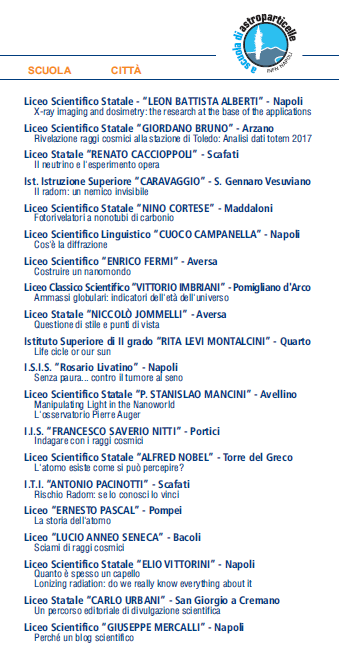 a scuola di astroparticelle
INFN NAPOLI
SCUOLA CITTÀ
Liceo Scientifico Statale - "LEON BATTISTA ALBERTI" - Napoli
X-ray imaging and dosimetry: the research at the base of the applications
Liceo Scientifico Statale "GIORDANO BRUNO" - Arzano
Rivelazione raggi cosmici alla stazione di Toledo: Analisi dati totem 2017
Liceo Statale "RENATO CACCIOPPOLI" - Scafati
Il neutrino e l'esperimento opera
Ist. Istruzione Superiore "CARAVAGGIO" - S. Gennaro Vesuviano
Il radom: un nemico invisibile
Liceo Scientifico Statale "NINO CORTESE" - Maddaloni
Fotorivelatori a nonotubi di carbonio
Liceo Scientifico Linguistico "CUOCO CAMPANELLA" - Napoli
Cos'è la diffrazione
Liceo Scientifico "ENRICO FERMI" - Aversa
Costruire un nanomondo
Liceo Classico Scientifico "VITTORIO IMBRIANI" - Pomigliano d'Arco
Ammassi globulari: indicatori dell'età dell'universo
Liceo Statale "NICCOLÒ JOMMELLI" - Aversa
Questione di stile e punti di vista
Istituto Superiore di II grado "RITA LEVI MONTALCINI" - Quarto
Life cicle or our sun
I.S.I.S. "Rosario Livatino" - Napoli
Senza paura... contro il tumore al seno
Liceo Scientifico Statale "P. STANISLAO MANCINI" - Avellino
Manipulating Light in the Nanoworld
L'osservatorio Pierre Auger
I.I.S. "FRANCESCO SAVERIO NITTI" - Portici
Indagare con i raggi cosmici
Liceo Scientifico Statale "ALFRED NOBEL" - Torre del Greco
L'atomo esiste come si può percepire?
I.T.I. "ANTONIO PACINOTTI" - Scafati
Rischio Radom: se lo conosci lo vinci
Liceo "ERNESTO PASCAL" - Pompei
La storia dell'atomo
Liceo "LUCIO ANNEO SENECA" - Bacoli
Sciami di raggi cosmici
Liceo Scientifico Statale "ELIO VITTORINI" - Napoli
Quanto è spesso un capello
Lonizing radiation: do we really know everything about it
Liceo Statale "CARLO URBANI" - San Giorgio a Cremano
Un percorso editoriale di divulgazione scientifica
Liceo Scientifico "GIUSEPPE MERCALLI" - Napoli
Perché un blog scientifico